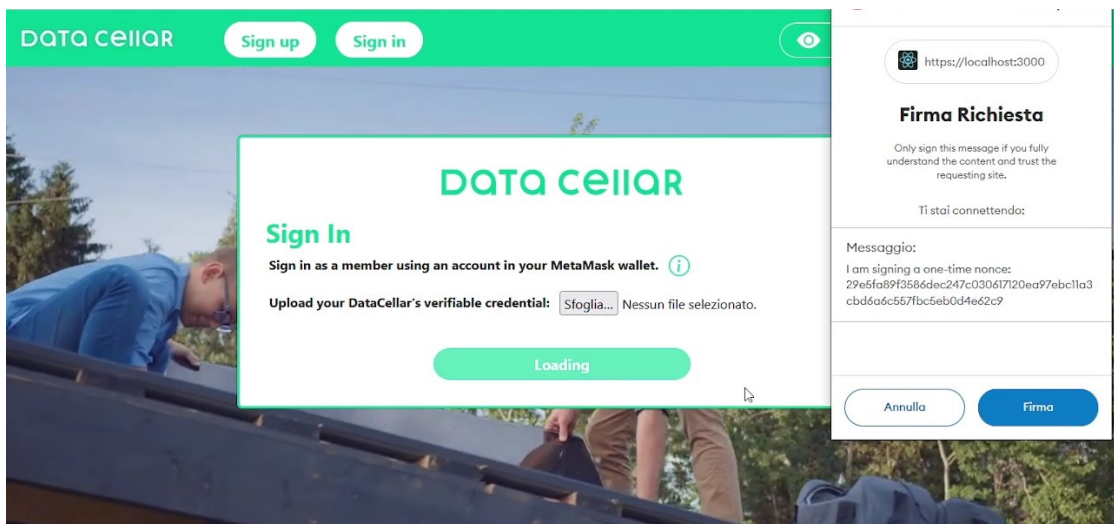 DATA CELLAR
Sign up
Sign in
https://localhost:3000
Firma Richiesta
Only sign this message if you fully
understand the content and trust the
requesting site.
Ti stai connettendo:
Messaggio:
I am signing a one-time nonce:
29e5fa89f3586dec247c030617120ea97ebc11a3
cbd6a6c557fbc5eb0d4e62c9
Annulla
Firma
DATA CELLAR
Sign In
Sign in as a member using an account in your MetaMask wallet. i
Upload your DataCellar's verifiable credential: Sfoglia... Nessun file selezionato.
Loading